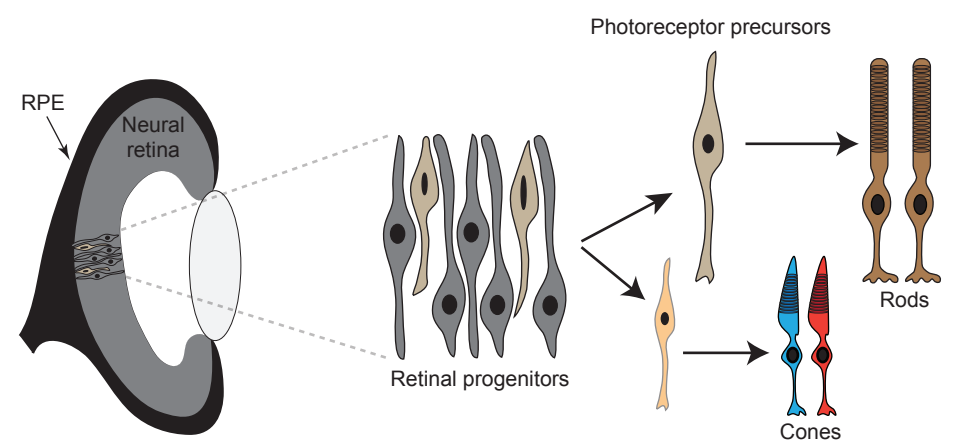 Photoreceptor precursors
RPE
Neural
retina
Retinal progenitors
Rods
Cones